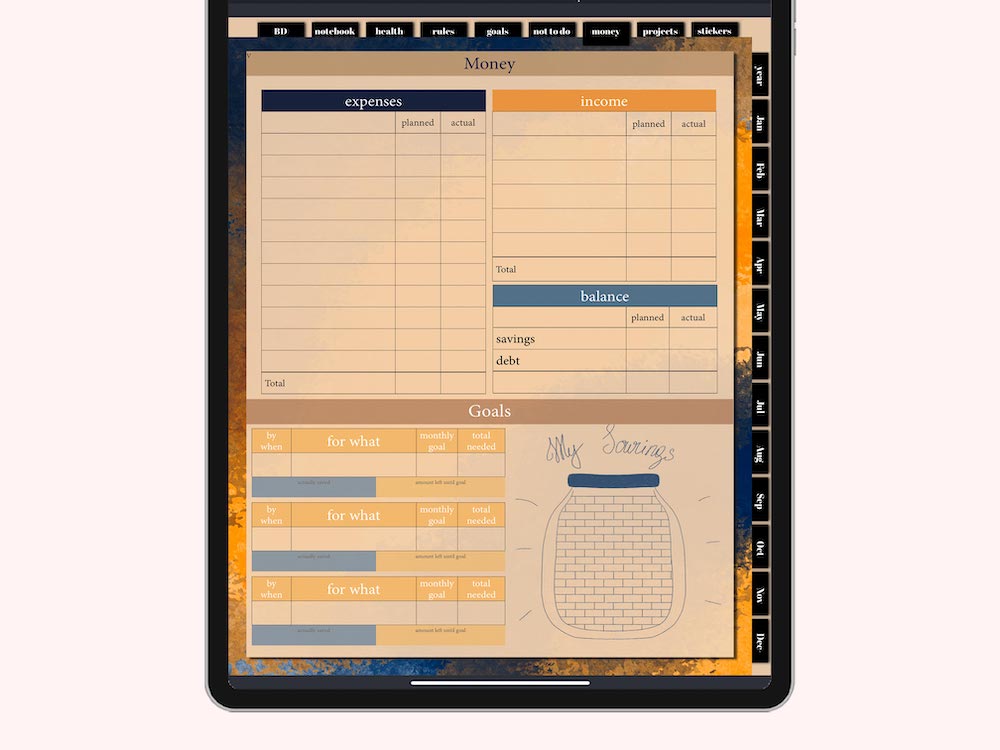 BD notebook health rules goals not to do money projects stickers
Money
expenses
planned actual
Total
income
planned actual
Total
balance
planned actual
savings
debt
Goals
by when for what monthly goal total needed
actually saved amount left until goal
by when for what monthly goal total needed
actually saved amount left until goal
by when for what monthly goal total needed
actually saved amount left until goal
My Savings
year
Jan
Feb
Mar
Apr
May
Jun
Jul
Aug
Sep
Oct
Nov
Dec